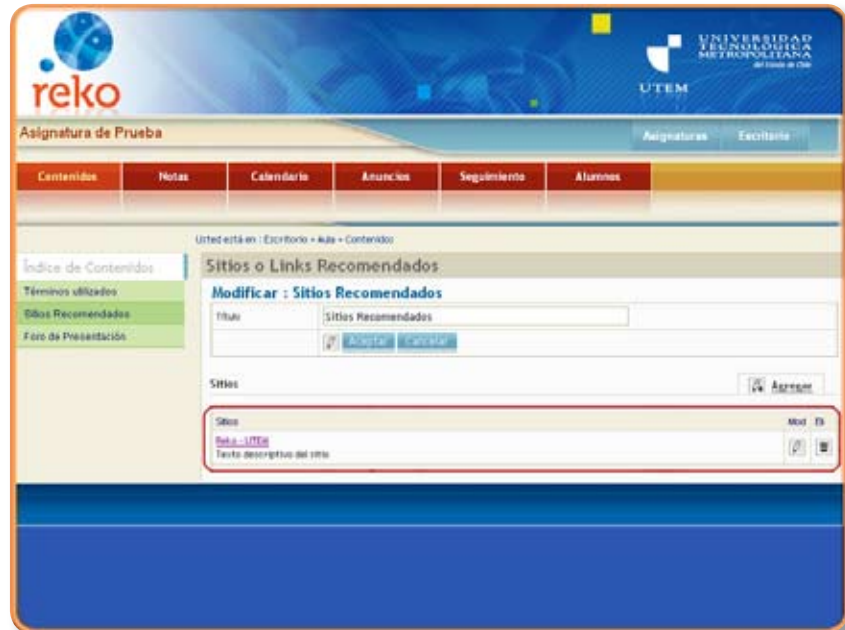 reko
UNIVERSIDAD
TECNOLÓGICA
METROPOLITANA
del Estado de Chile
UTEM
Asignatura de Prueba
Asignaturas Escritorio
Contenidos Notas Calendario Anuncios Seguimiento Alumnos
Usted está en : Escritorio » Aula » Contenidos
Índice de Contenidos
Términos utilizados
Sitios Recomendados
Foro de Presentación
Sitios o Links Recomendados
Modificar : Sitios Recomendados
Título Sitios Recomendados
Aceptar Cancelar
Sitios Agregar
Sitios Mod Eli
Reko - UTEM
Texto descriptivo del sitio